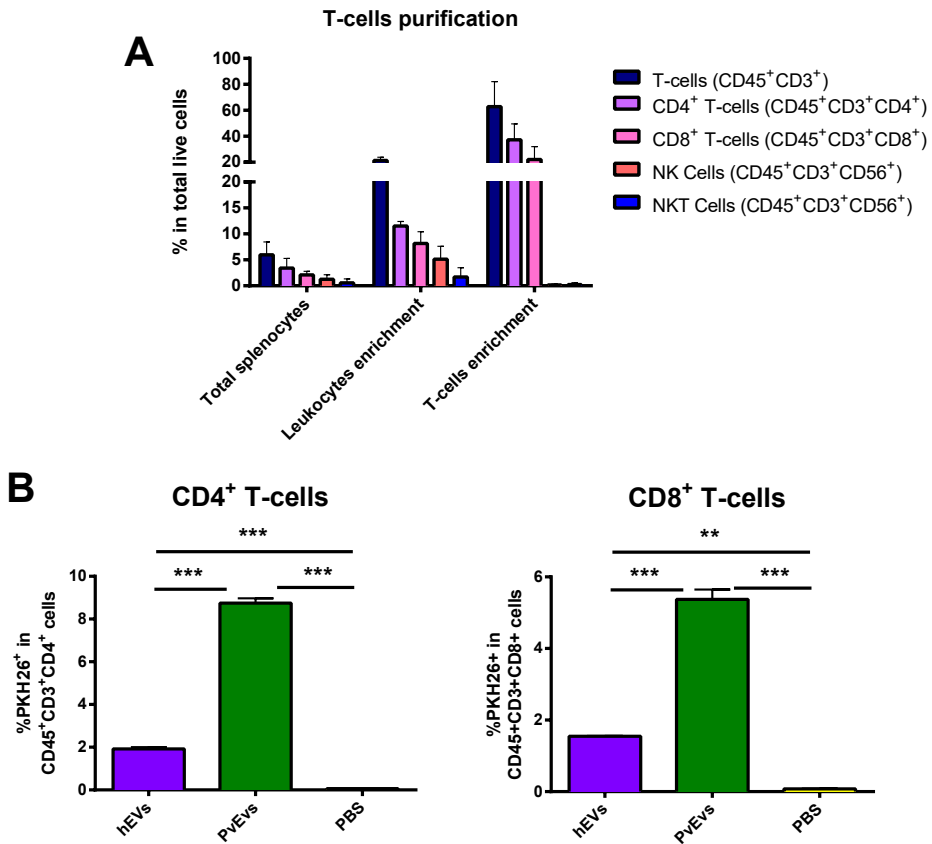 T-cells purification
A
% in total live cells
100
80
60
40
20
20
15
10
5
0
Total splenocytes
Leukocytes enrichment
T-cells enrichment
T-cells (CD45⁺CD3⁺)
CD4⁺ T-cells (CD45⁺CD3⁺CD4⁺)
CD8⁺ T-cells (CD45⁺CD3⁺CD8⁺)
NK Cells (CD45⁺CD3⁺CD56⁺)
NKT Cells (CD45⁺CD3⁺CD56⁺)
B
CD4⁺ T-cells
***
***
***
%PKH26⁺ in
CD45⁺CD3⁺CD4⁺ cells
10
8
6
4
2
0
hEVs
PvEvs
PBS
CD8⁺ T-cells
**
***
***
%PKH26+ in
CD45+CD3+CD8+ cells
6
4
2
0
hEVs
PvEvs
PBS